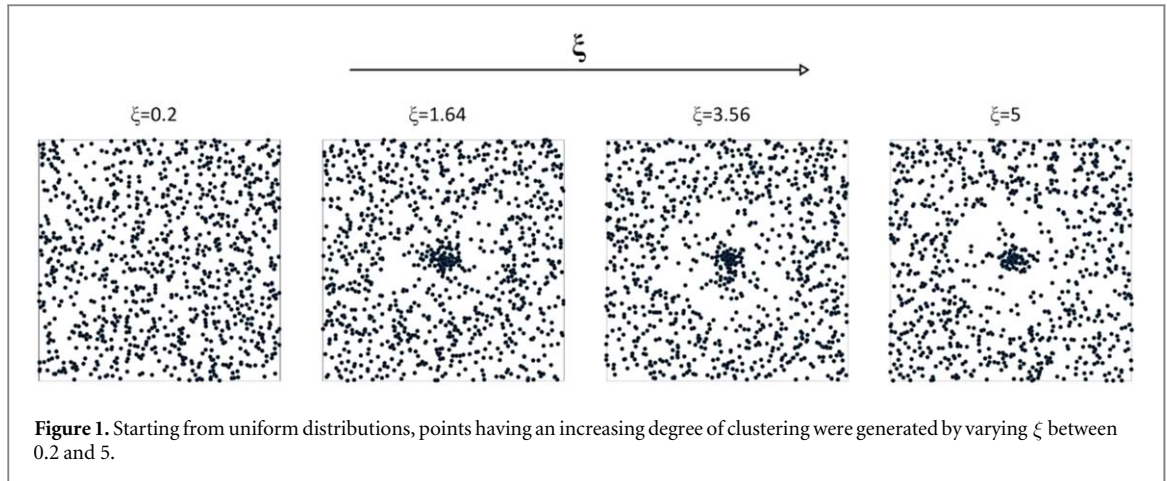 ξ
ξ=0.2 ξ=1.64 ξ=3.56 ξ=5
Figure 1. Starting from uniform distributions, points having an increasing degree of clustering were generated by varying ξ between
0.2 and 5.